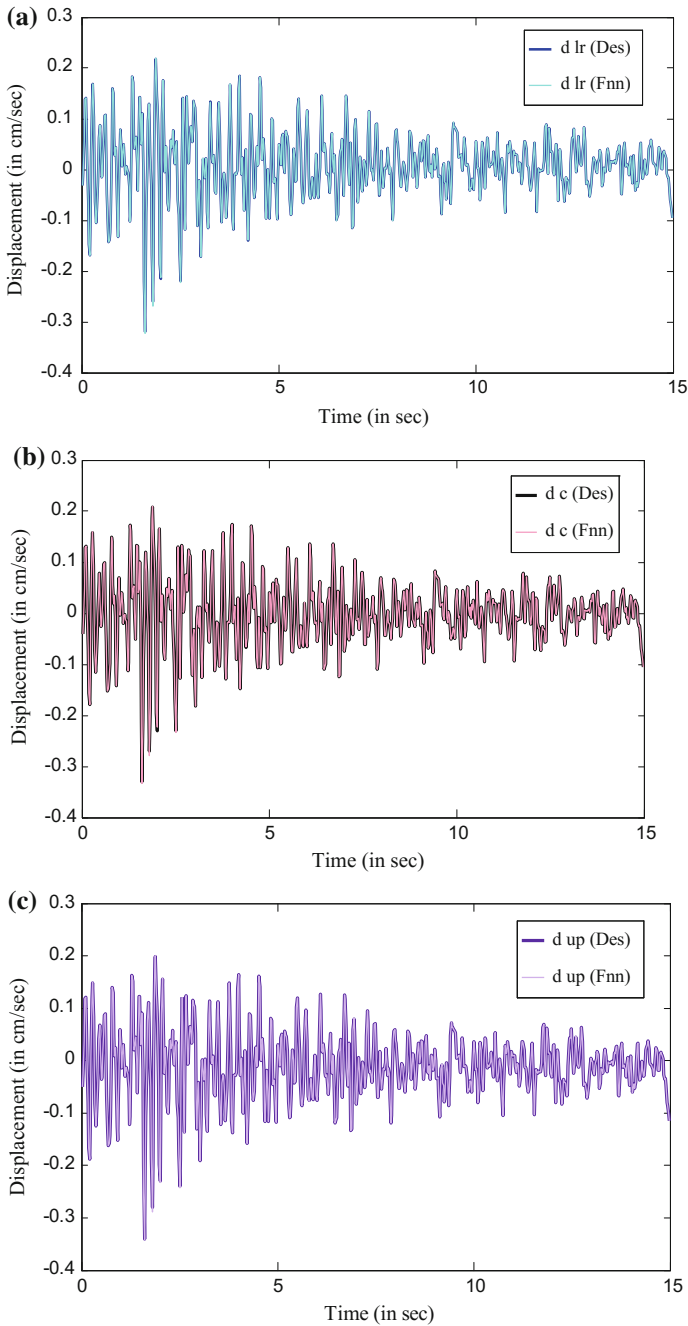 (a)
0.3
0.2
0.1
0
-0.1
-0.2
-0.3
-0.4
Displacement (in cm/sec)
d lr (Des)
d lr (Fnn)
0
5
10
15
Time (in sec)
(b)
0.3
0.2
0.1
0
-0.1
-0.2
-0.3
-0.4
Displacement (in cm/sec)
d c (Des)
d c (Fnn)
0
5
10
15
Time (in sec)
(c)
0.3
0.2
0.1
0
-0.1
-0.2
-0.3
-0.4
Displacement (in cm/sec)
d up (Des)
d up (Fnn)
0
5
10
15
Time (in sec)